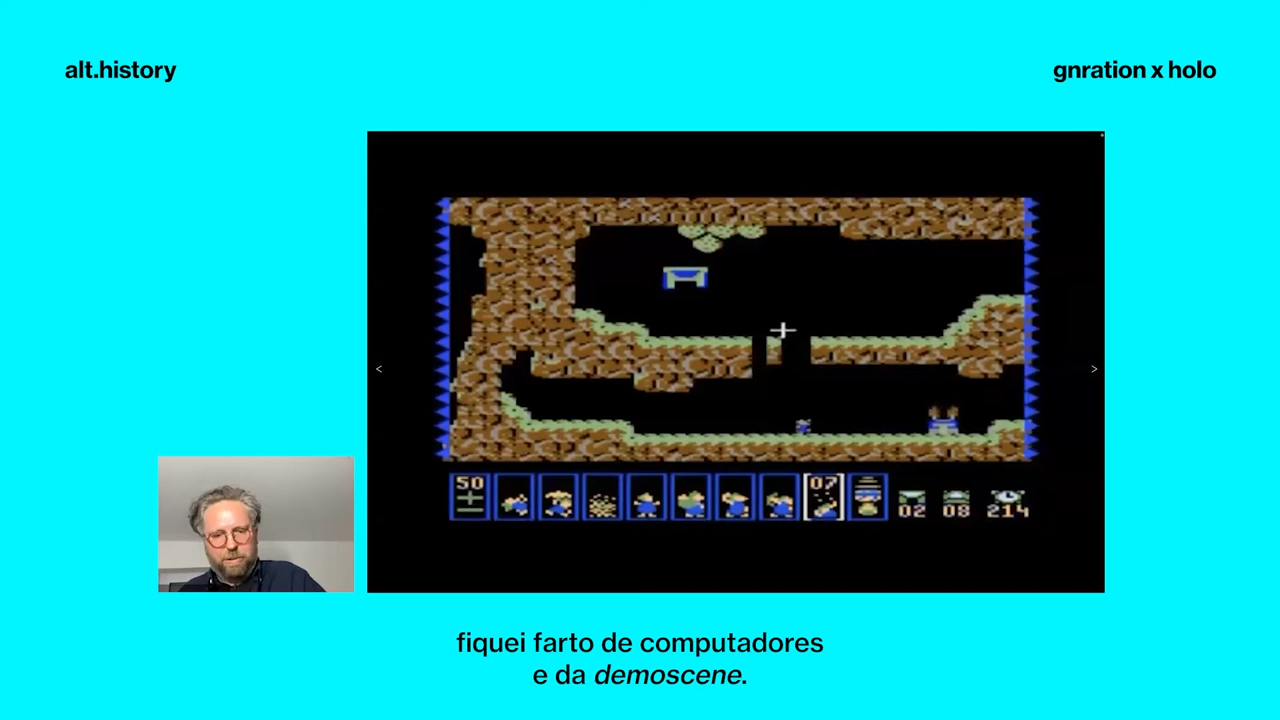 alt.history
gnration x holo
<
>
50
07
02 08 214
fiquei farto de computadores
e da demoscene.